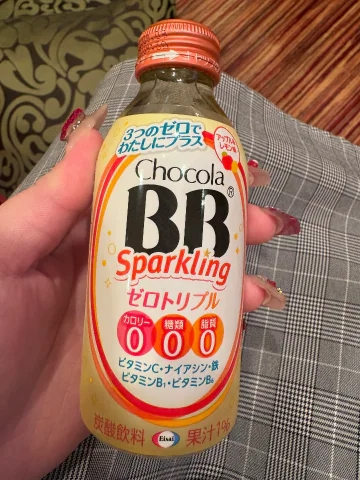 3つのゼロで
わたしにプラス
アップル&
レモン味
Chocola
BB®
Sparkling
ゼロトリプル
カロリー 糖類 脂質
0 0 0
ビタミンC・ナイアシン・鉄
ビタミンB₁・ビタミンB₆
炭酸飲料 Eisai 果汁1%